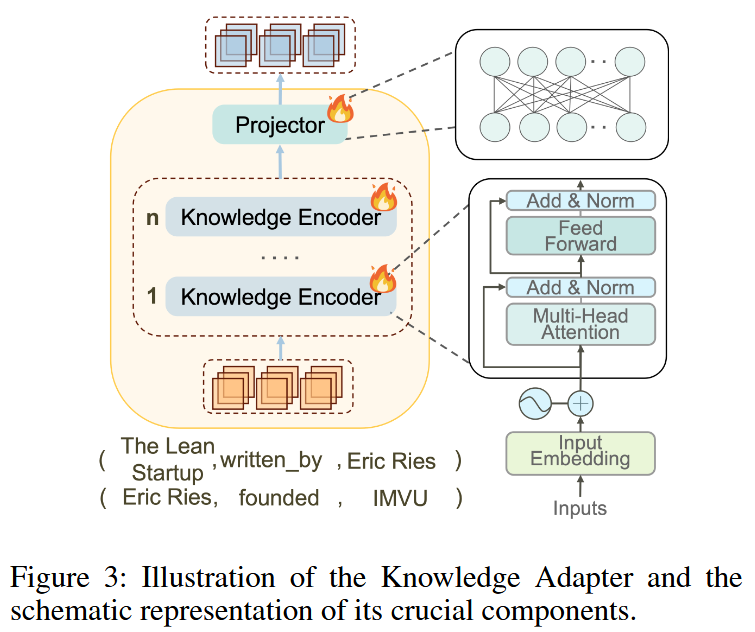 Projector
n Knowledge Encoder
....
1 Knowledge Encoder
( The Lean Startup , written_by , Eric Ries )
( Eric Ries, founded , IMVU )
Add & Norm
Feed
Forward
Add & Norm
Multi-Head
Attention
Input
Embedding
Inputs
Figure 3: Illustration of the Knowledge Adapter and the
schematic representation of its crucial components.